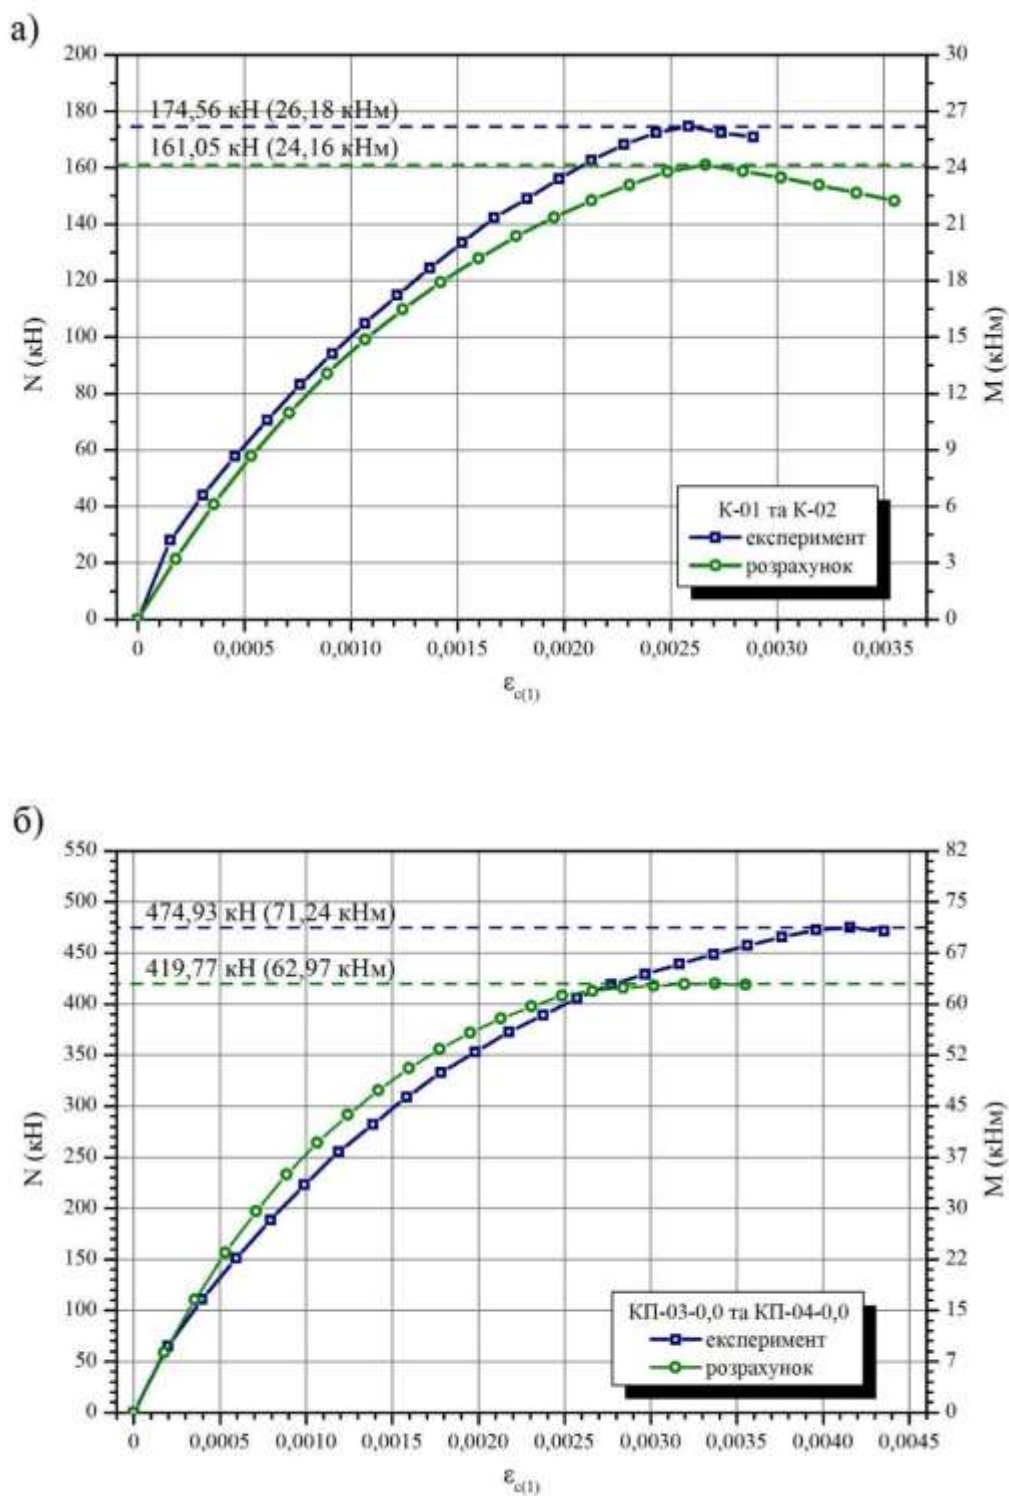 а)
200
180
160
140
120
100
80
60
40
20
0
N (кН)
30
27
24
21
18
15
12
9
6
3
0
М (кНм)
174,56 кН (26,18 кНм)
161,05 кН (24,16 кНм)
К-01 та К-02
експеримент
розрахунок
0 0,0005 0,0010 0,0015 0,0020 0,0025 0,0030 0,0035
ε c(1)
б)
550
500
450
400
350
300
250
200
150
100
50
0
N (кН)
82
75
67
60
52
45
37
30
22
15
7
0
М (кНм)
474,93 кН (71,24 кНм)
419,77 кН (62,97 кНм)
КП-03-0,0 та КП-04-0,0
експеримент
розрахунок
0 0,0005 0,0010 0,0015 0,0020 0,0025 0,0030 0,0035 0,0040 0,0045
ε c(1)